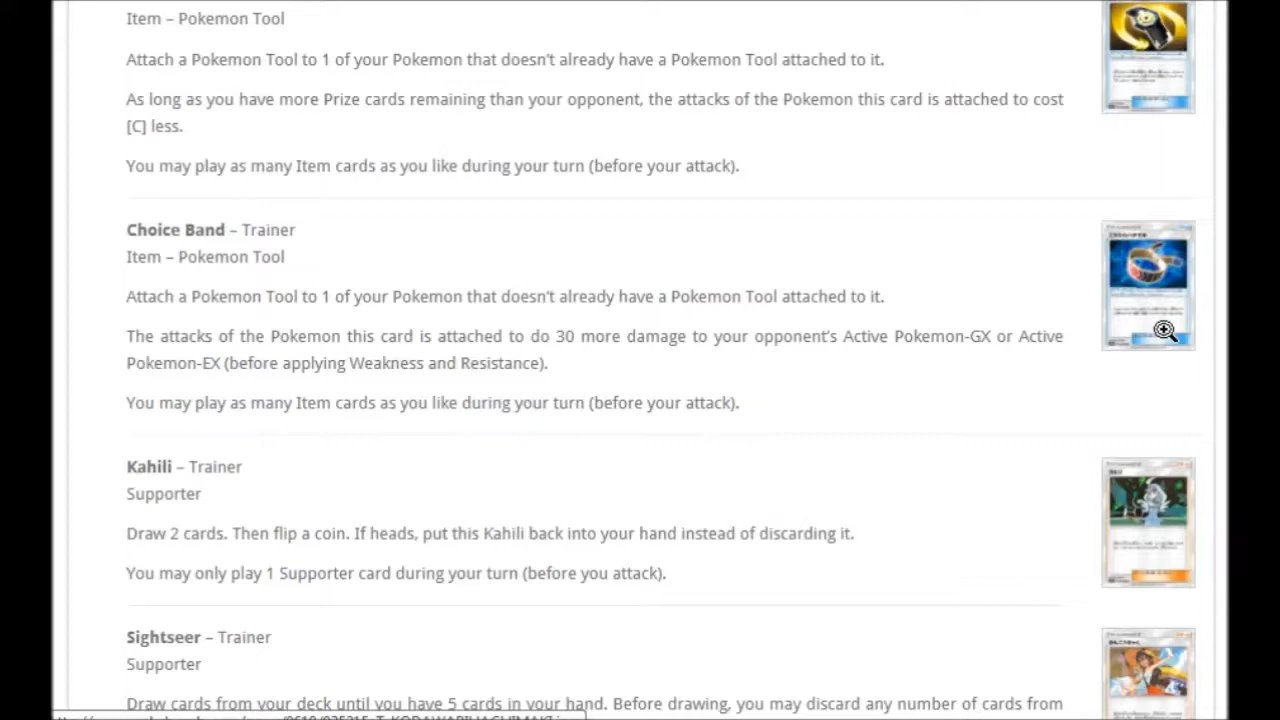 Item – Pokemon Tool
Attach a Pokemon Tool to 1 of your Pokemon that doesn't already have a Pokemon Tool attached to it.
As long as you have more Prize cards remaining than your opponent, the attacks of the Pokemon this card is attached to cost
[C] less.
You may play as many Item cards as you like during your turn (before your attack).
Choice Band – Trainer
Item – Pokemon Tool
Attach a Pokemon Tool to 1 of your Pokemon that doesn't already have a Pokemon Tool attached to it.
The attacks of the Pokemon this card is attached to do 30 more damage to your opponent's Active Pokemon-GX or Active
Pokemon-EX (before applying Weakness and Resistance).
You may play as many Item cards as you like during your turn (before your attack).
Kahili – Trainer
Supporter
Draw 2 cards. Then flip a coin. If heads, put this Kahili back into your hand instead of discarding it.
You may only play 1 Supporter card during your turn (before you attack).
Sightseer – Trainer
Supporter
Draw cards from your deck until you have 5 cards in your hand. Before drawing, you may discard any number of cards from